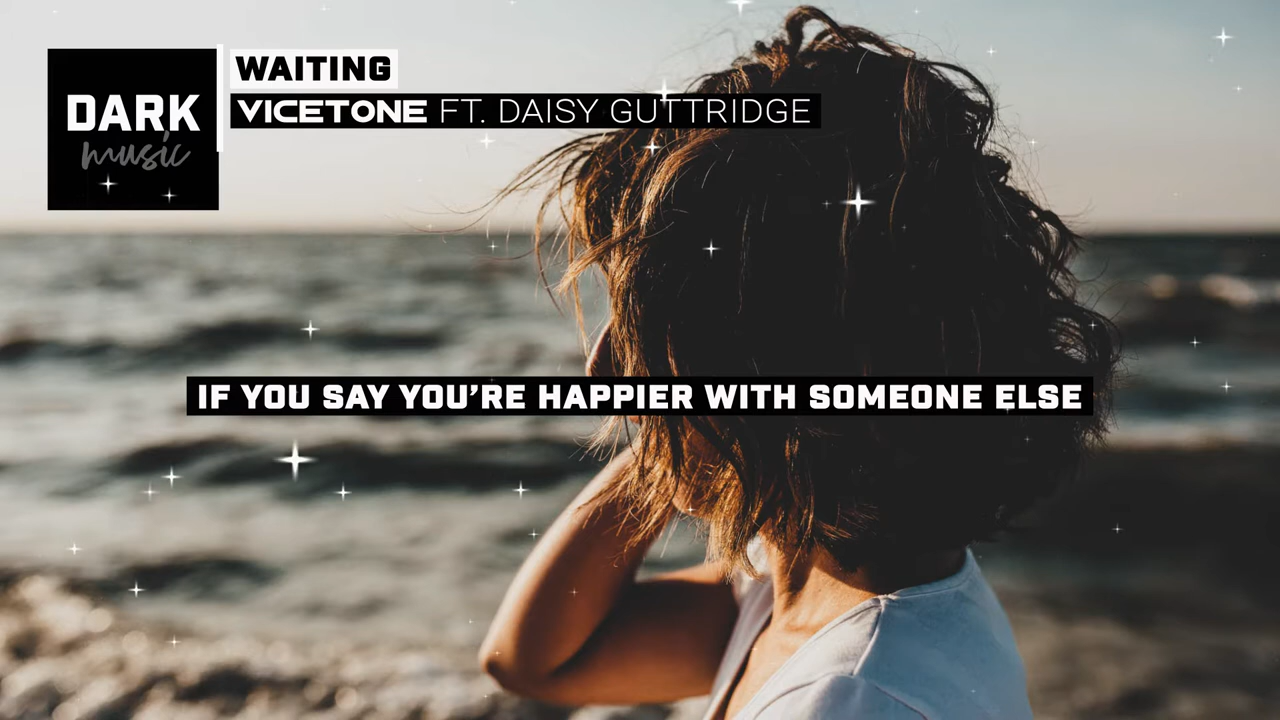 DARK
music
WAITING
VICETONE FT. DAISY GUTTRIDGE
IF YOU SAY YOU'RE HAPPIER WITH SOMEONE ELSE